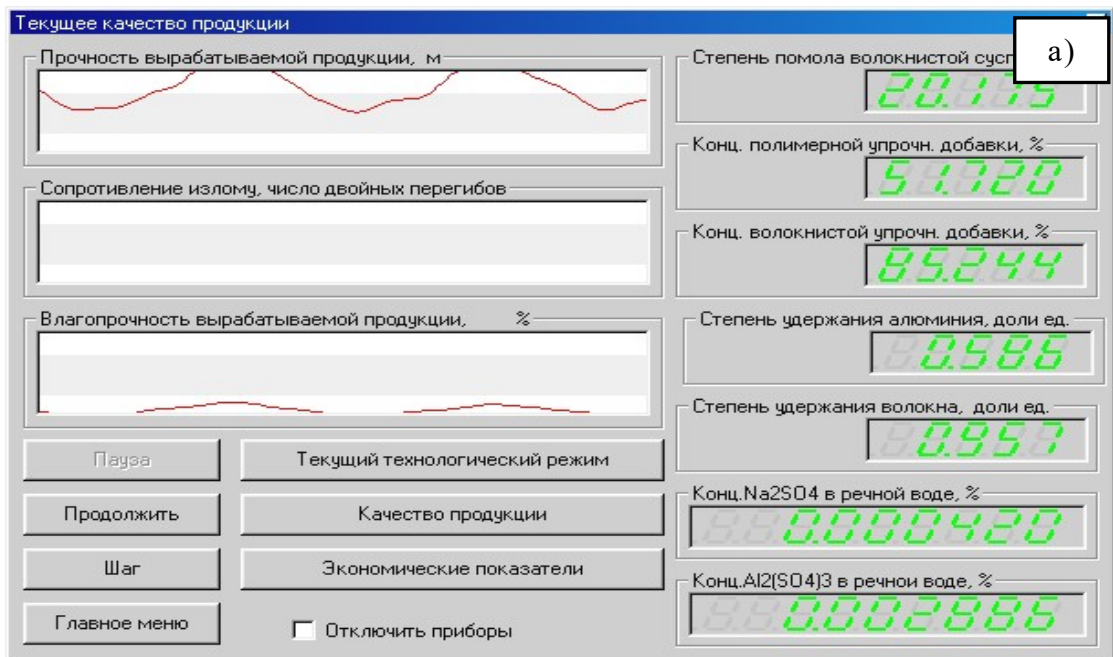 Текущее качество продукции
а)
Прочность вырабатываемой продукции, м
Сопротивление излому, число двойных перегибов
Влагопрочность вырабатываемой продукции, %
Пауза
Текущий технологический режим
Продолжить
Качество продукции
Шаг
Экономические показатели
Главное меню
Отключить приборы
Степень помола волокнистой
20.175
Конц. полимерной упрочн. добавки, %
51.720
Конц. волокнистой упрочн. добавки, %
85.244
Степень удержания алюминия, доли ед.
0.586
Степень удержания волокна, доли ед.
0.957
Конц.Na2SO4 в речной воде, %
0.000420
Конц.Al2(SO4)3 в речной воде, %
0.002886